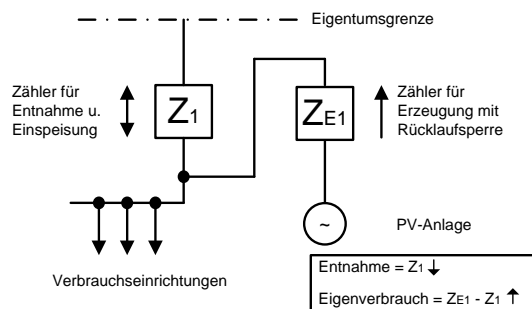 Eigentumsgrenze
Zähler für
Entnahme u.
Einspeisung
Z1
ZE1
Zähler für
Erzeugung mit
Rücklaufsperre
~
PV-Anlage
Verbrauchseinrichtungen
Entnahme = Z1 ↓
Eigenverbrauch = ZE1 - Z1 ↑